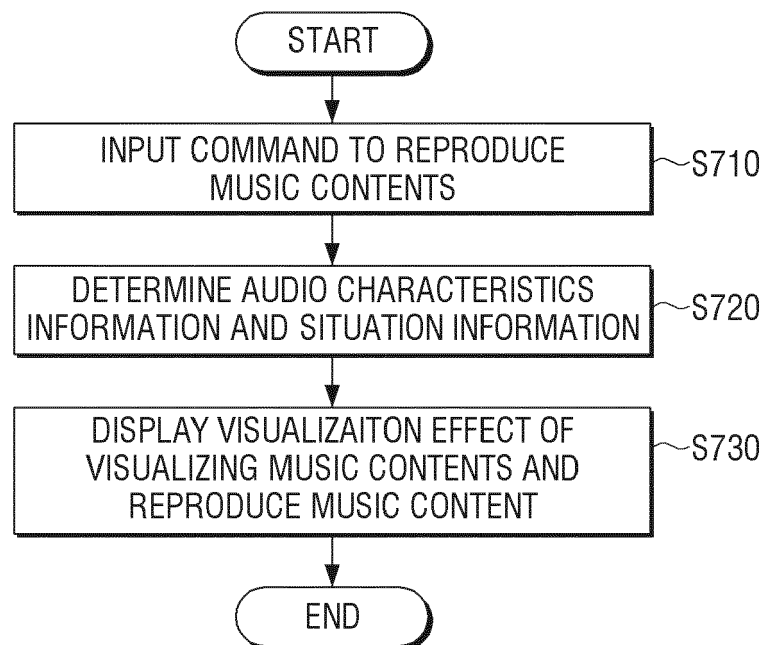 START
INPUT COMMAND TO REPRODUCE
MUSIC CONTENTS
S710
DETERMINE AUDIO CHARACTERISTICS
INFORMATION AND SITUATION INFORMATION
S720
DISPLAY VISUALIZAITON EFFECT OF
VISUALIZING MUSIC CONTENTS AND
REPRODUCE MUSIC CONTENT
S730
END